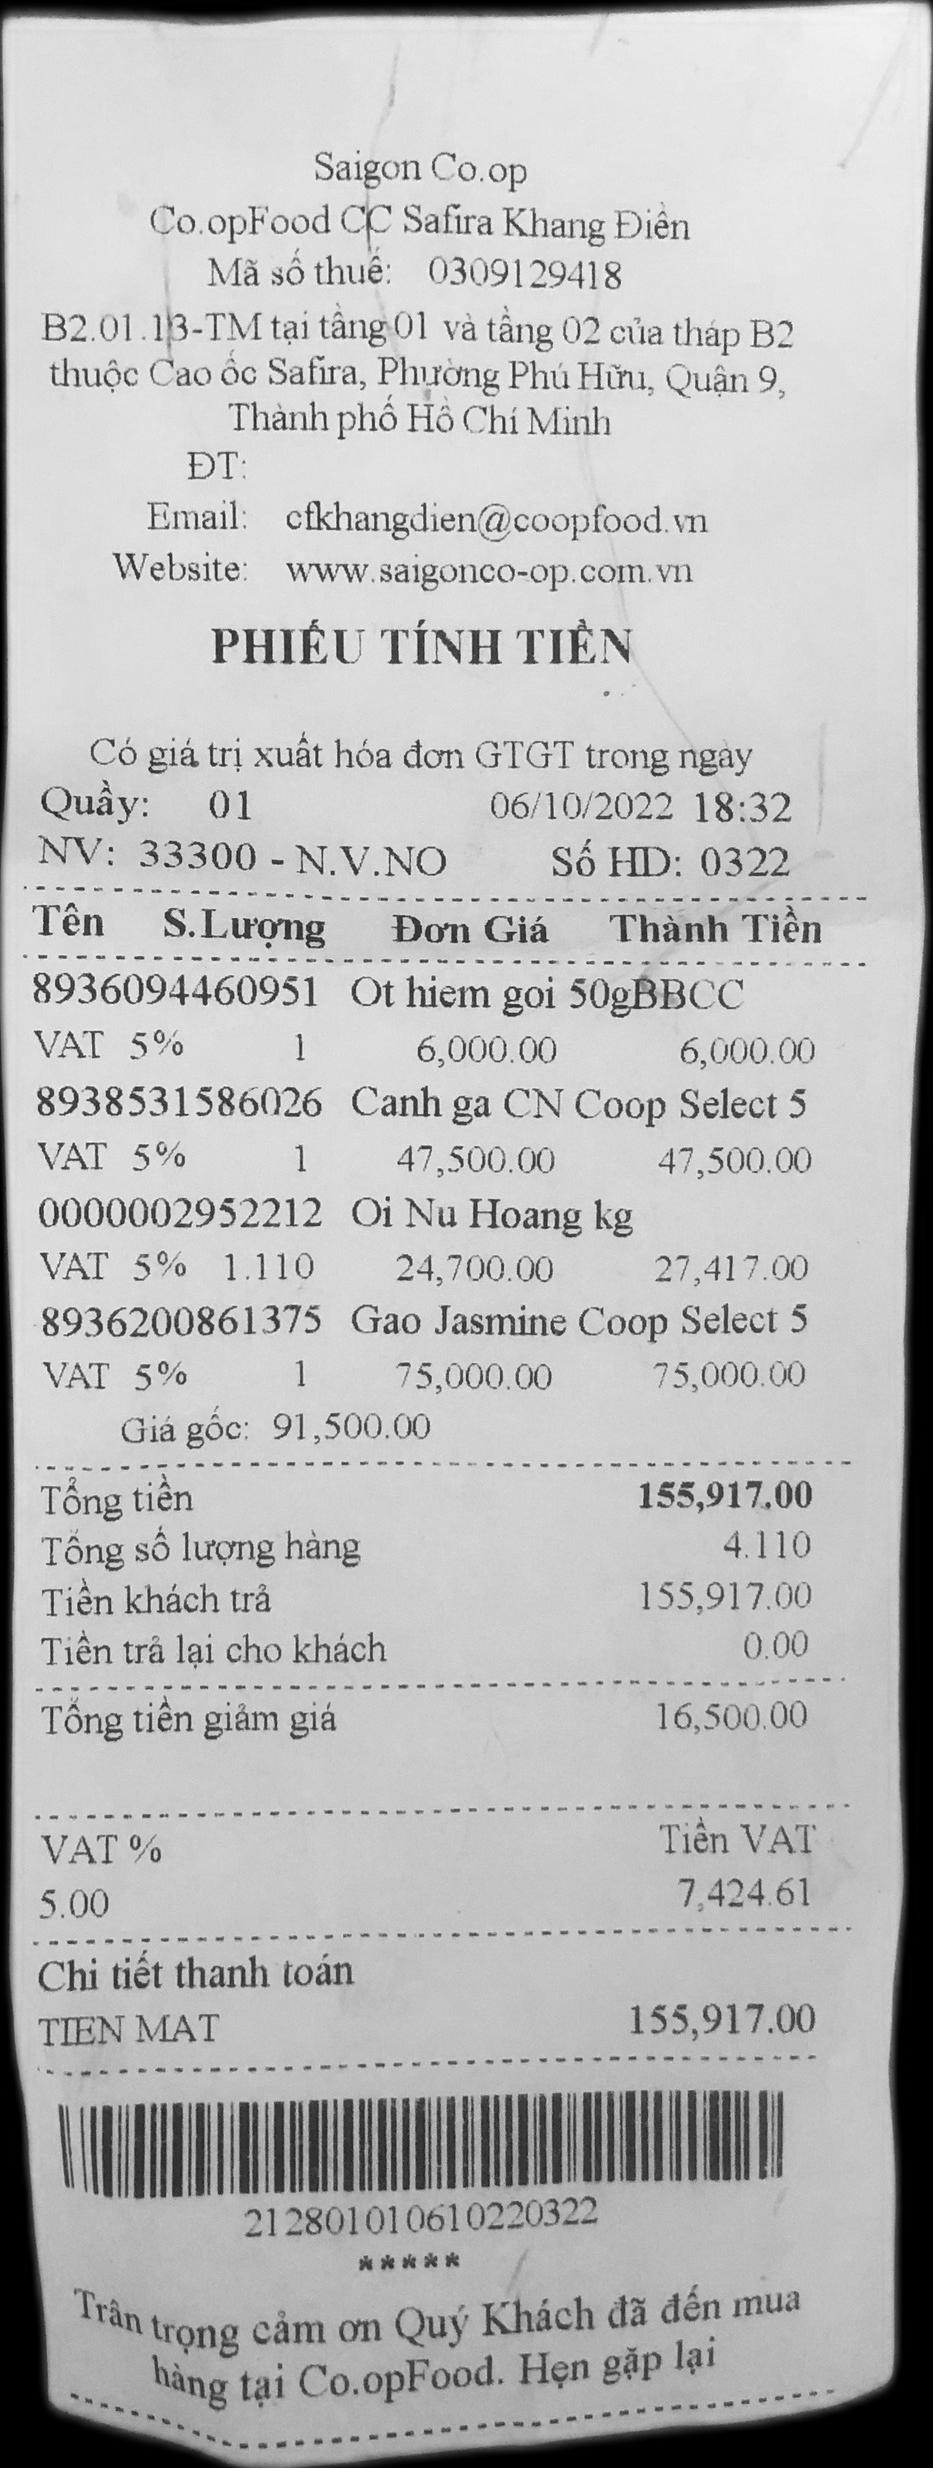 Saigon Co.op
Co.opFood CC Safira Khang Điền
Mã số thuế: 0309129418
B2.01.13-TM tại tầng 01 và tầng 02 của tháp B2
thuộc Cao ốc Safira, Phường Phú Hữu, Quận 9,
Thành phố Hồ Chí Minh
ĐT:
Email: cfkhangdien@coopfood.vn
Website: www.saigonco-op.com.vn
PHIẾU TÍNH TIỀN
Có giá trị xuất hóa đơn GTGT trong ngày
Quầy: 01 06/10/2022 18:32
NV: 33300 - N.V.NO Số HD: 0322
Tên S.Lượng Đơn Giá Thành Tiền
8936094460951 Ot hiem goi 50gBBCC
VAT 5% 1 6,000.00 6,000.00
8938531586026 Canh ga CN Coop Select 5
VAT 5% 1 47,500.00 47,500.00
0000002952212 Oi Nu Hoang kg
VAT 5% 1.110 24,700.00 27,417.00
8936200861375 Gao Jasmine Coop Select 5
VAT 5% 1 75,000.00 75,000.00
Giá gốc: 91,500.00
Tổng tiền 155,917.00
Tổng số lượng hàng 4.110
Tiền khách trả 155,917.00
Tiền trả lại cho khách 0.00
Tổng tiền giảm giá 16,500.00
VAT % Tiền VAT
5.00 7,424.61
Chi tiết thanh toán
TIEN MAT 155,917.00
212801010610220322
*****
Trân trọng cảm ơn Quý Khách đã đến mua
hàng tại Co.opFood. Hẹn gặp lại